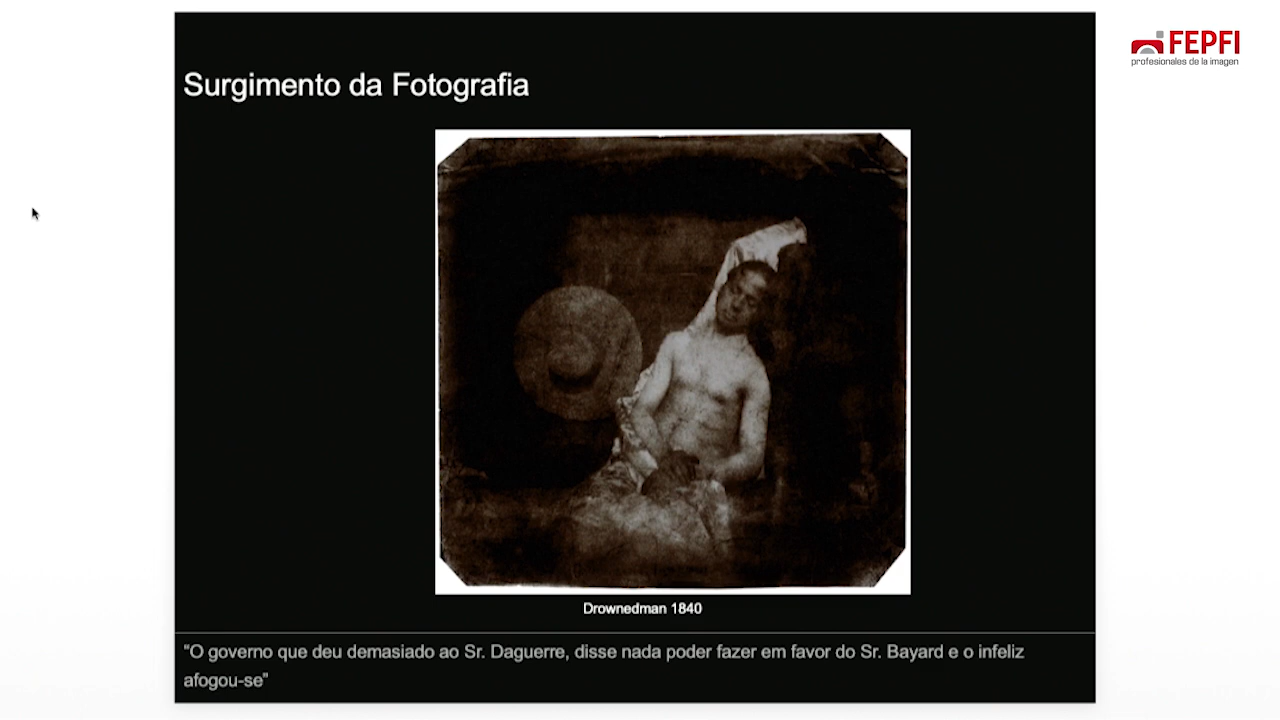 FEPFI
profesionales de la imagen
Surgimento da Fotografia
Drownedman 1840
"O governo que deu demasiado ao Sr. Daguerre, disse nada poder fazer em favor do Sr. Bayard e o infeliz
afogou-se"